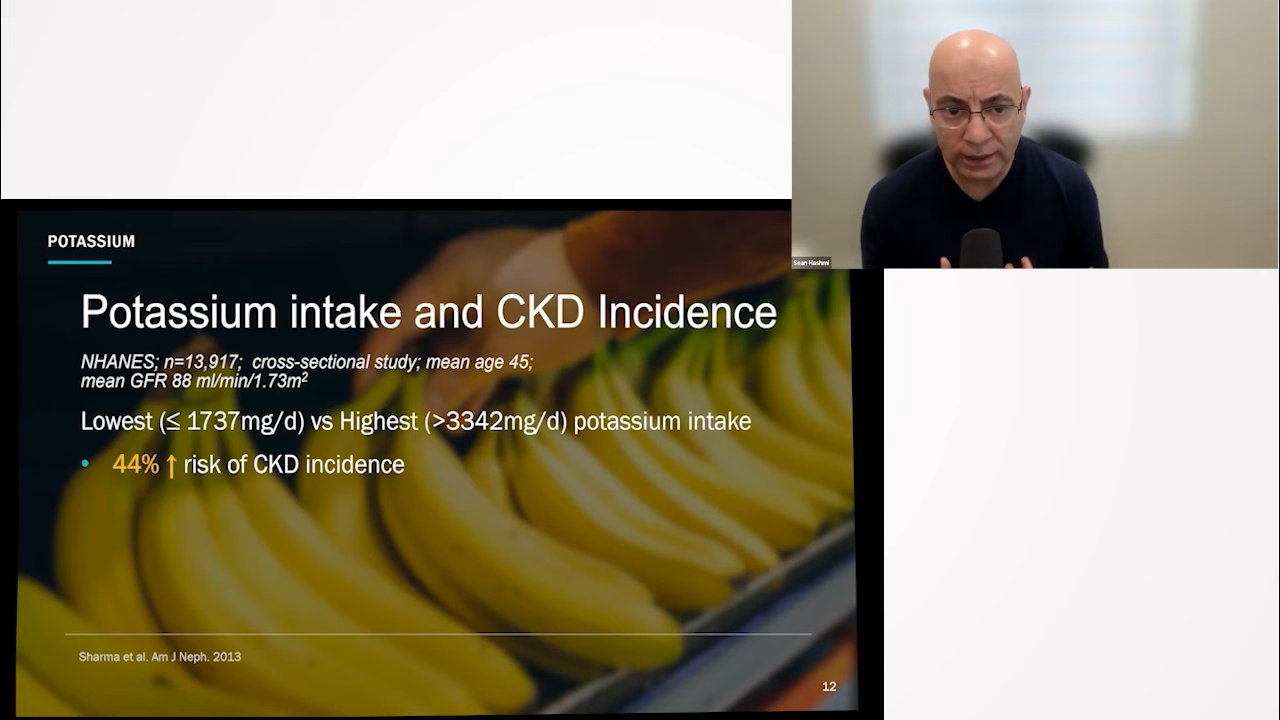 Sean Hashmi
POTASSIUM
Potassium intake and CKD Incidence
NHANES; n=13,917; cross-sectional study; mean age 45;
mean GFR 88 ml/min/1.73m²
Lowest (≤ 1737mg/d) vs Highest (>3342mg/d) potassium intake
• 44% ↑ risk of CKD incidence
Sharma et al. Am J Neph. 2013
12